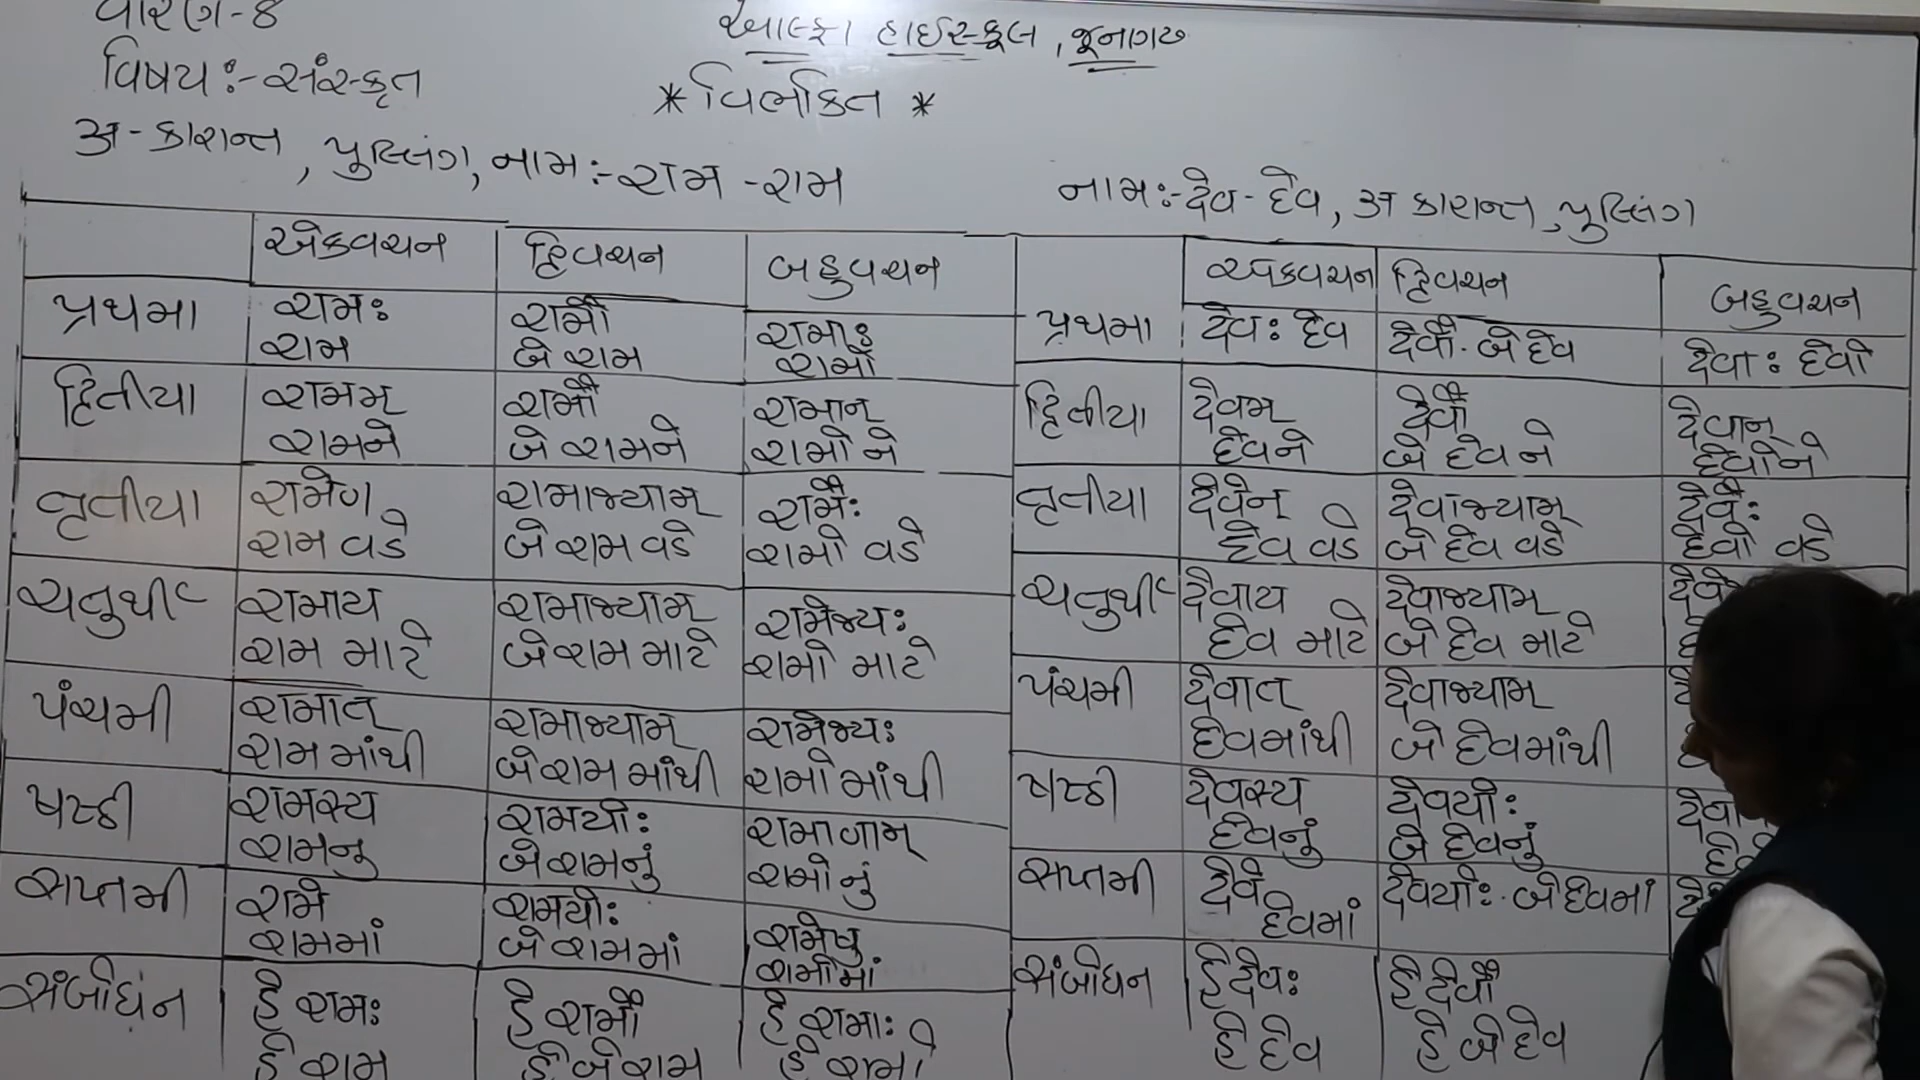 ધોરણ-8
આલ્ફા હાઈસ્કૂલ, જૂનાગઢ
વિષય:-સંસ્કૃત
* વિભક્તિ *
अ-કારાન્ત, પુલ્લિંગ, નામ:-રામ-રામ
નામ:-देव-દેવ, अ કારાન્ત, પુલ્લિંગ
એકવચન દ્વિવચન બહુવચન
પ્રથમા
રામઃ
રામ
રામૌ
બે રામ
રામાઃ
રામો
દ્વિતીયા
રામમ્
રામને
રામૌ
બે રામને
રામાન્
રામોને
તૃતીયા
રામેણ
રામ વડે
રામાભ્યામ્
બે રામ વડે
રામૈઃ
રામો વડે
ચતુર્થી
રામાય
રામ માટે
રામાભ્યામ્
બે રામ માટે
રામેભ્યઃ
રામો માટે
પંચમી
રામાત્
રામ માંથી
રામાભ્યામ્
બે રામ માંથી
રામેભ્યઃ
રામો માંથી
ષષ્ઠી
રામસ્ય
રામનુ
રામયોઃ
બે રામનું
રામાણામ્
રામોનું
સપ્તમી
રામે
રામમાં
રામયોઃ
બે રામમાં
રામેષુ
રામોમાં
સંબોધન
હે રામઃ
હે રામ
હે રામૌ
હે બે રામ
હે રામાઃ
હે રામો
એકવચન દ્વિવચન બહુવચન
પ્રથમા
देवઃ દેવ
देવૌ. બે દેવ
देવાઃ દેવો
દ્વિતીયા
देવમ્
દેવને
देવૌ
બે દેવ ને
देવાન્
દેવોને
તૃતીયા
देવેન્
દેવ વડે
देવાભ્યામ્
બે દેવ વડે
देવૈઃ
દેવો વડે
ચતુર્થી
देવાય
દેવ માટે
देવાભ્યામ્
બે દેવ માટે
પંચમી
देવાત્
દેવમાંથી
देવાભ્યામ્
બે દેવમાંથી
ષષ્ઠી
देવસ્ય
દેવનું
देવયોઃ
બે દેવનું
સપ્તમી
देવે
દેવમાં
देવયોઃ. બે દેવમાં
સંબોધન
હે देવઃ
હે દેવ
હે देવૌ
હે બે દેવ